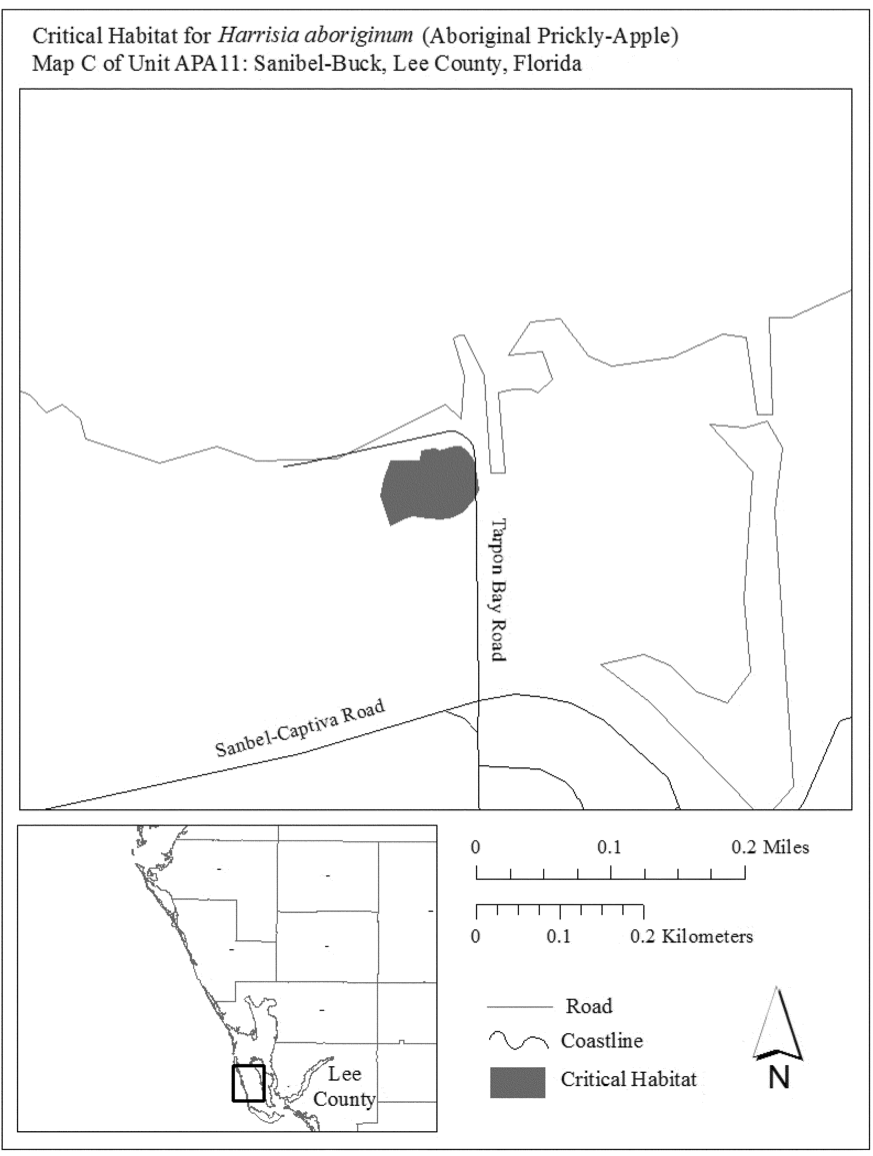 Critical Habitat for Harrisia aboriginum (Aboriginal Prickly-Apple)
Map C of Unit APA11: Sanibel-Buck, Lee County, Florida
Tarpon Bay Road
Sanbel-Captiva Road
0 0.1 0.2 Miles
0 0.1 0.2 Kilometers
Road
Coastline
Critical Habitat
N
Lee
County